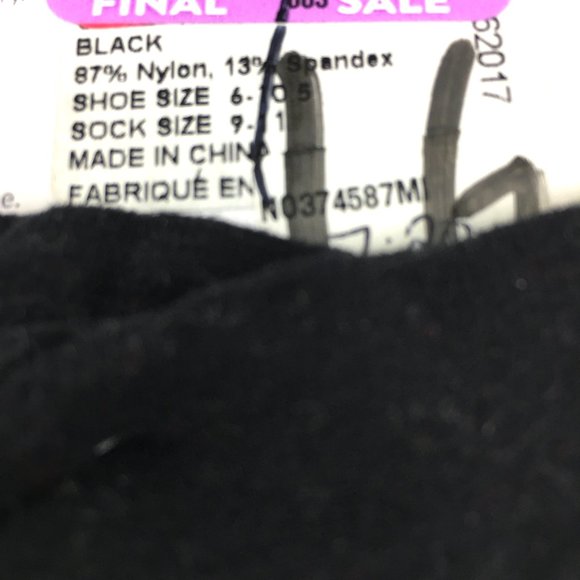 FINAL SALE
BLACK
87% Nylon, 13% Spandex
SHOE SIZE 6-10.5
SOCK SIZE 9-11
MADE IN CHINA
FABRIQUÉ EN
N0374587MI
52017